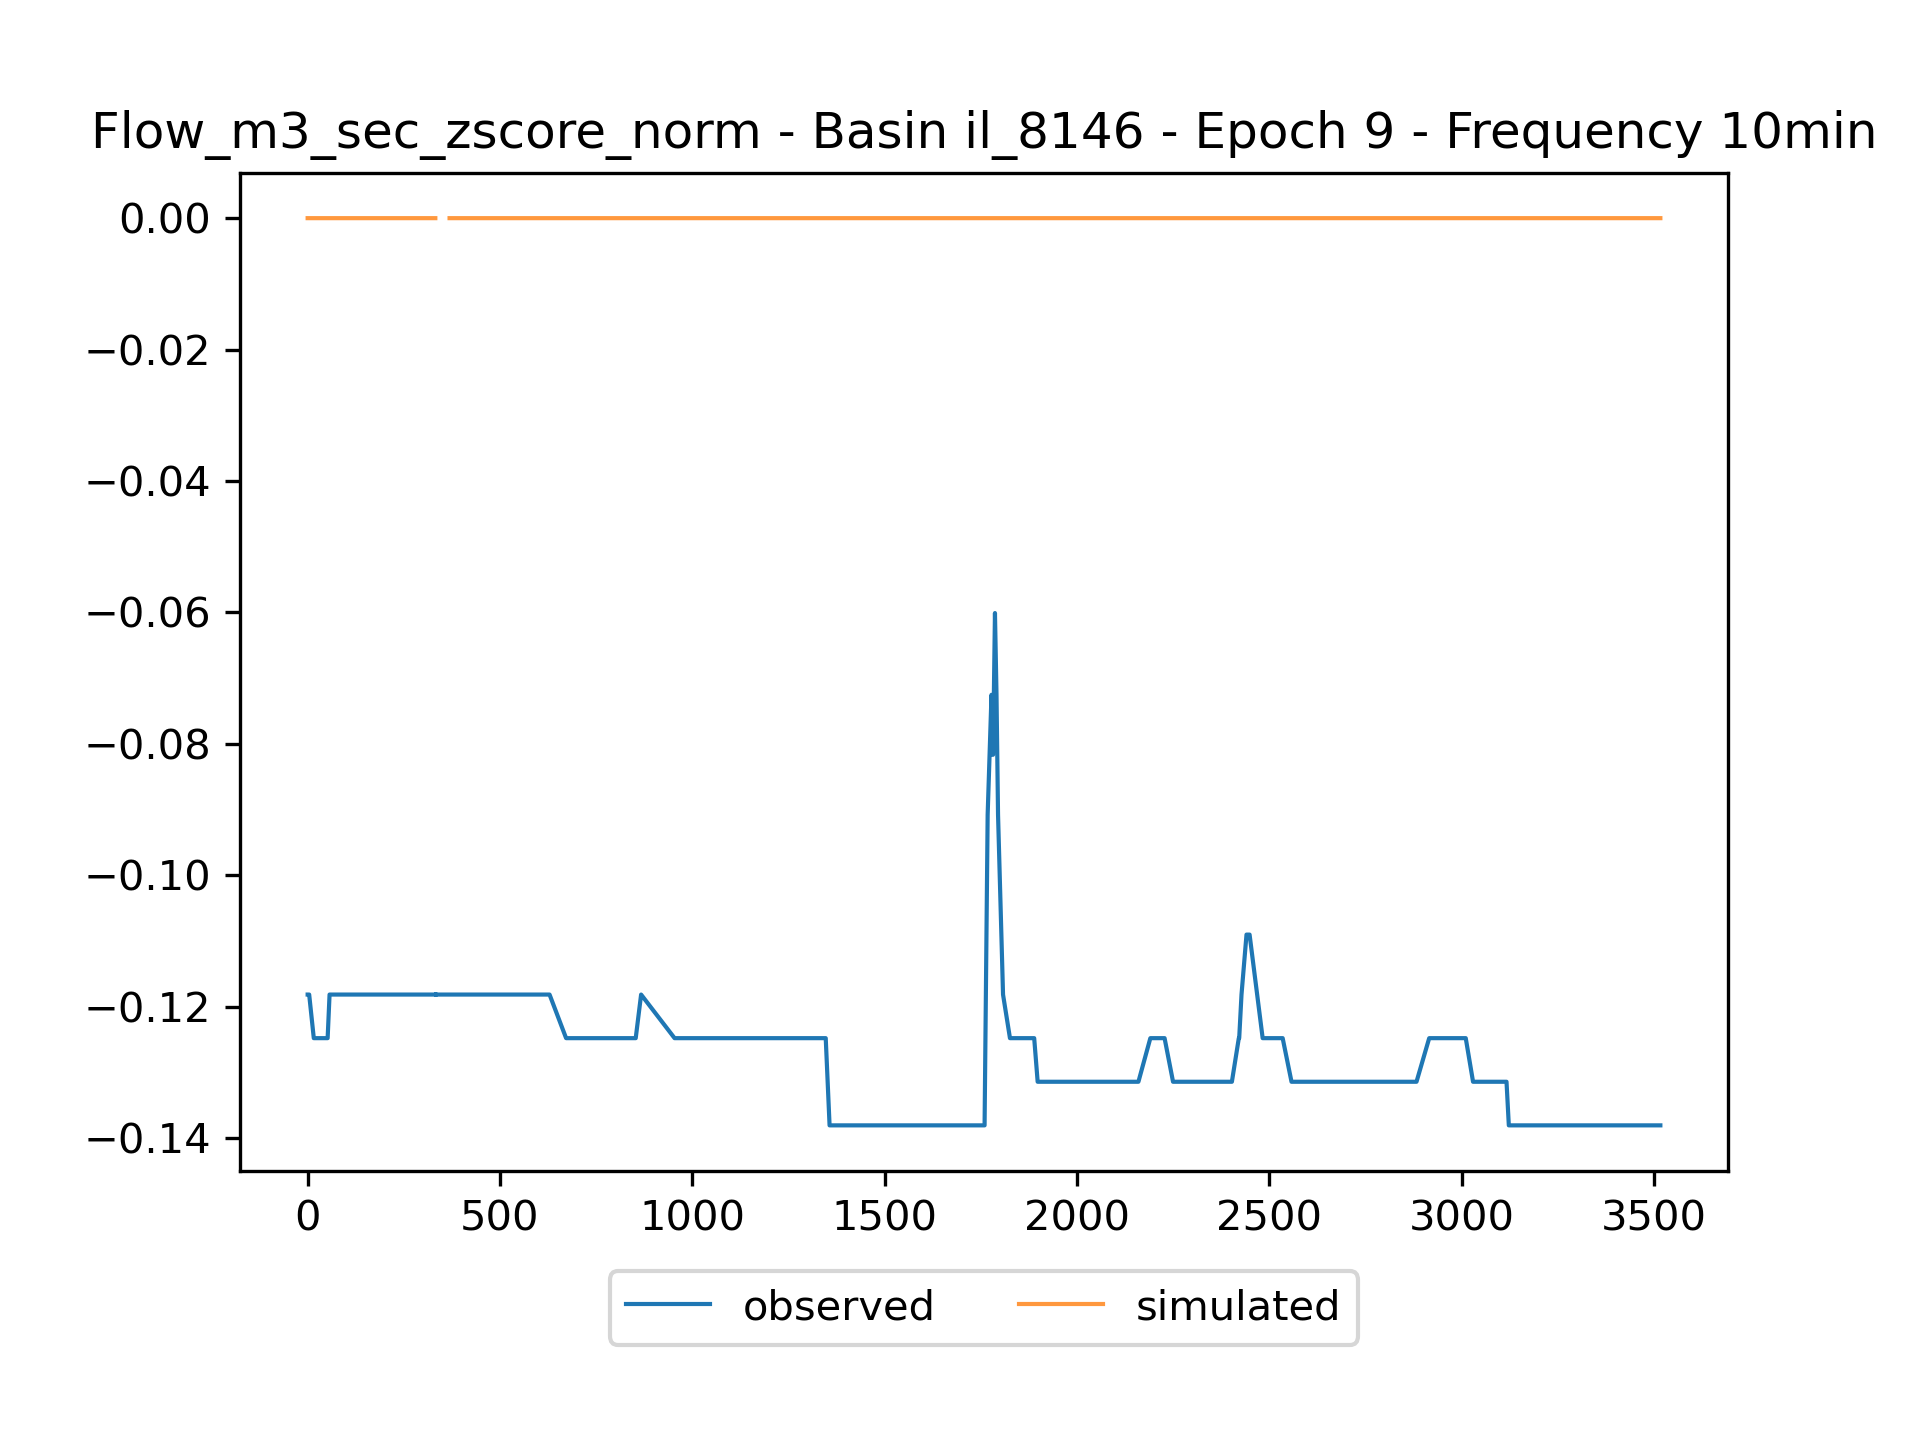 Flow_m3_sec_zscore_norm - Basin il_8146 - Epoch 9 - Frequency 10min
0.00
−0.02
−0.04
−0.06
−0.08
−0.10
−0.12
−0.14
0 500 1000 1500 2000 2500 3000 3500
observed simulated